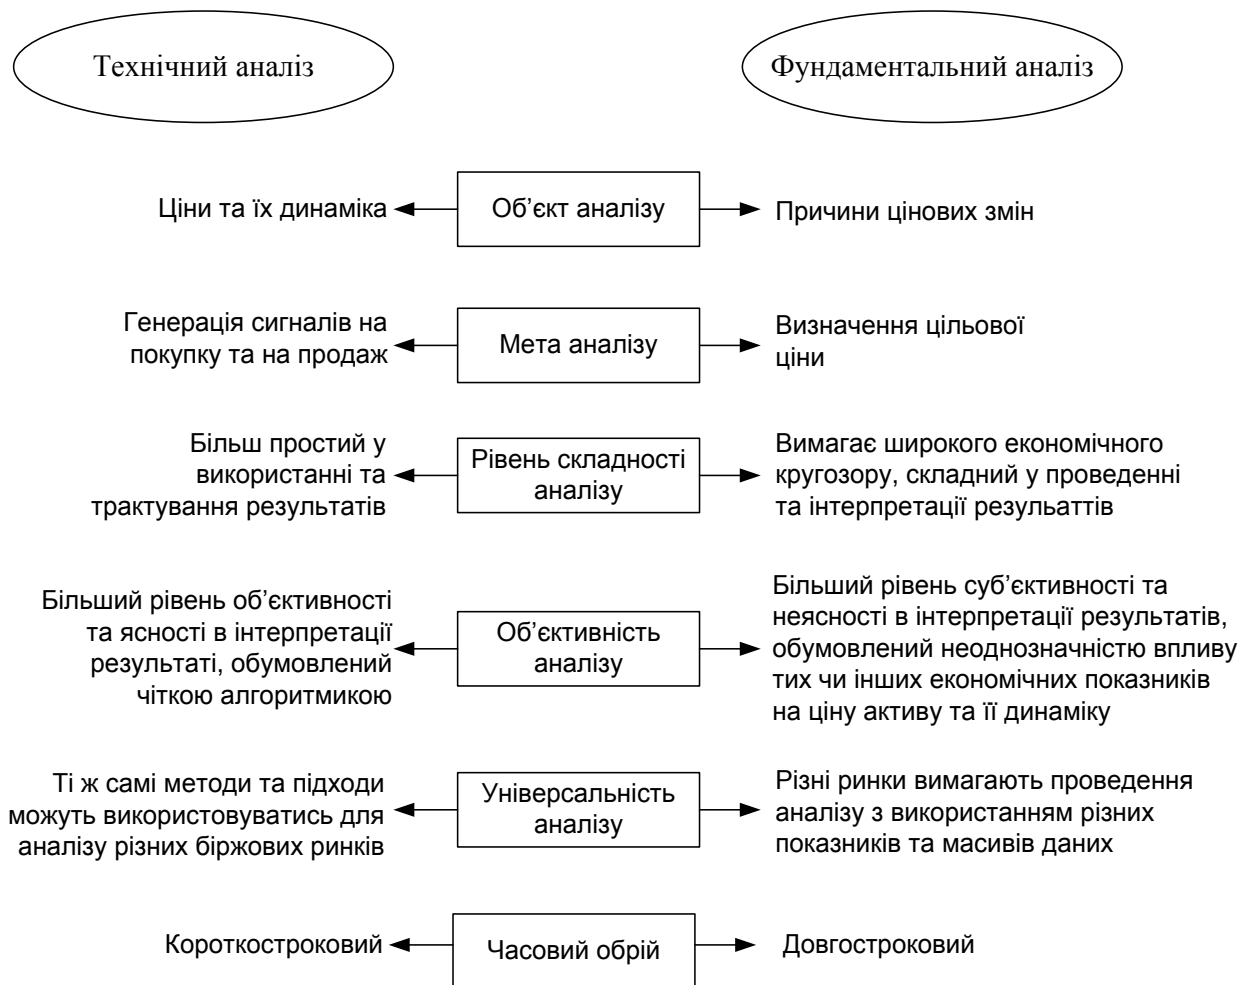 Технічний аналіз
Фундаментальний аналіз
Ціни та їх динаміка
Об’єкт аналізу
Причини цінових змін
Генерація сигналів на
покупку та на продаж
Мета аналізу
Визначення цільової
ціни
Більш простий у
використанні та
трактування результатів
Рівень складності
аналізу
Вимагає широкого економічного
кругозору, складний у проведенні
та інтерпретації резульаттів
Більший рівень об’єктивності
та ясності в інтерпретації
результаті, обумовлений
чіткою алгоритмикою
Об’єктивність
аналізу
Більший рівень суб’єктивності та
неясності в інтерпретації результатів,
обумовлений неоднозначністю впливу
тих чи інших економічних показників
на ціну активу та її динаміку
Ті ж самі методи та підходи
можуть використовуватись для
аналізу різних біржових ринків
Універсальність
аналізу
Різні ринки вимагають проведення
аналізу з використанням різних
показників та масивів даних
Короткостроковий
Часовий обрій
Довгостроковий